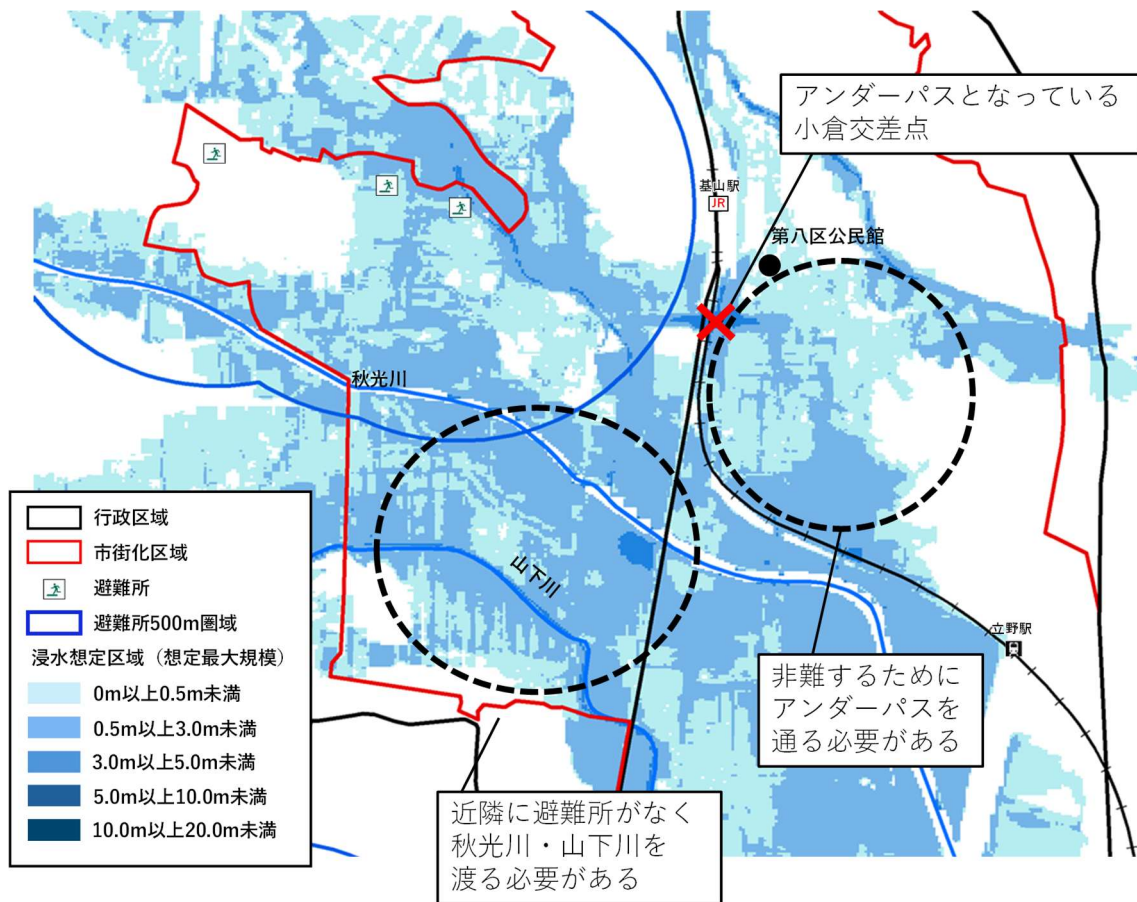 アンダーパスとなっている
小倉交差点
基山駅
JR
第八区公民館
秋光川
山下川
立野駅
行政区域
市街化区域
避難所
避難所500m圏域
浸水想定区域（想定最大規模）
0m以上0.5m未満
0.5m以上3.0m未満
3.0m以上5.0m未満
5.0m以上10.0m未満
10.0m以上20.0m未満
非難するために
アンダーパスを
通る必要がある
近隣に避難所がなく
秋光川・山下川を
渡る必要がある